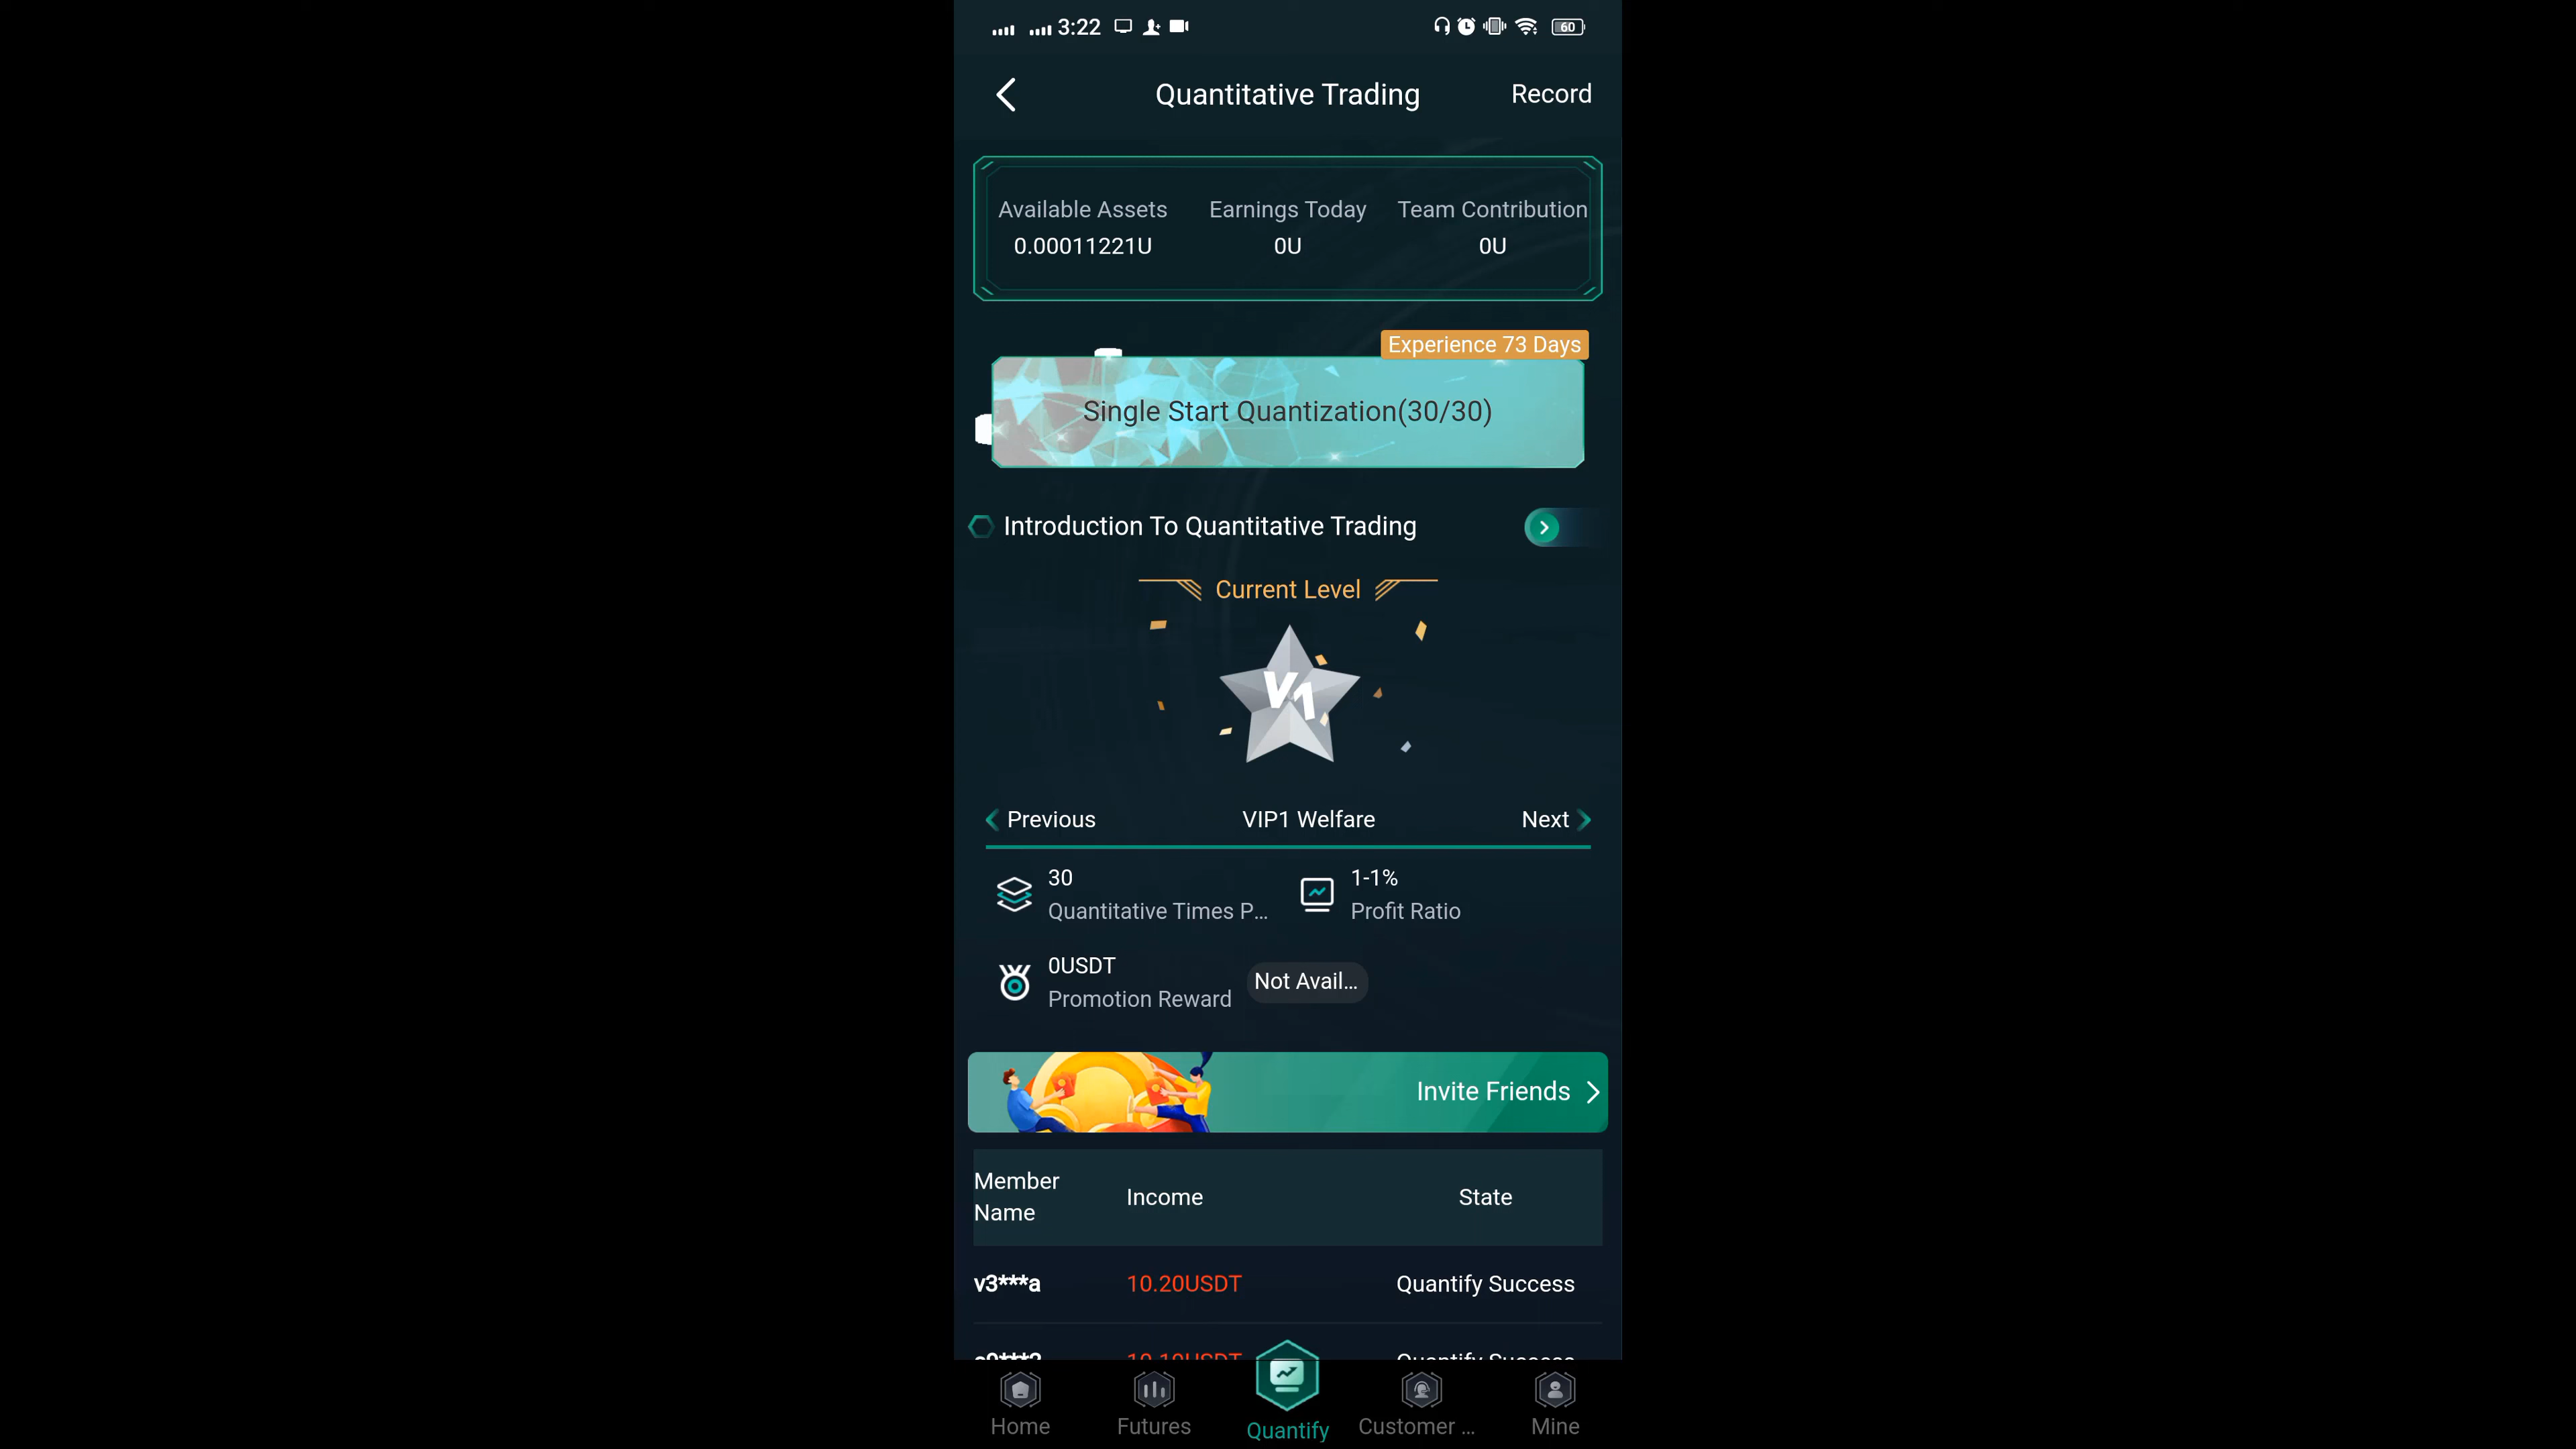 3:22
60
Quantitative Trading
Record
Available Assets
Earnings Today
Team Contribution
0.00011221U
0U
0U
Experience 73 Days
Single Start Quantization(30/30)
Introduction To Quantitative Trading
Current Level
V1
Previous
VIP1 Welfare
Next
30
1-1%
Quantitative Times P...
Profit Ratio
0USDT
Promotion Reward
Not Avail...
Invite Friends
Member Name
Income
State
v3***a
10.20USDT
Quantify Success
Quantify Success
Home
Futures
Quantify
Customer ...
Mine